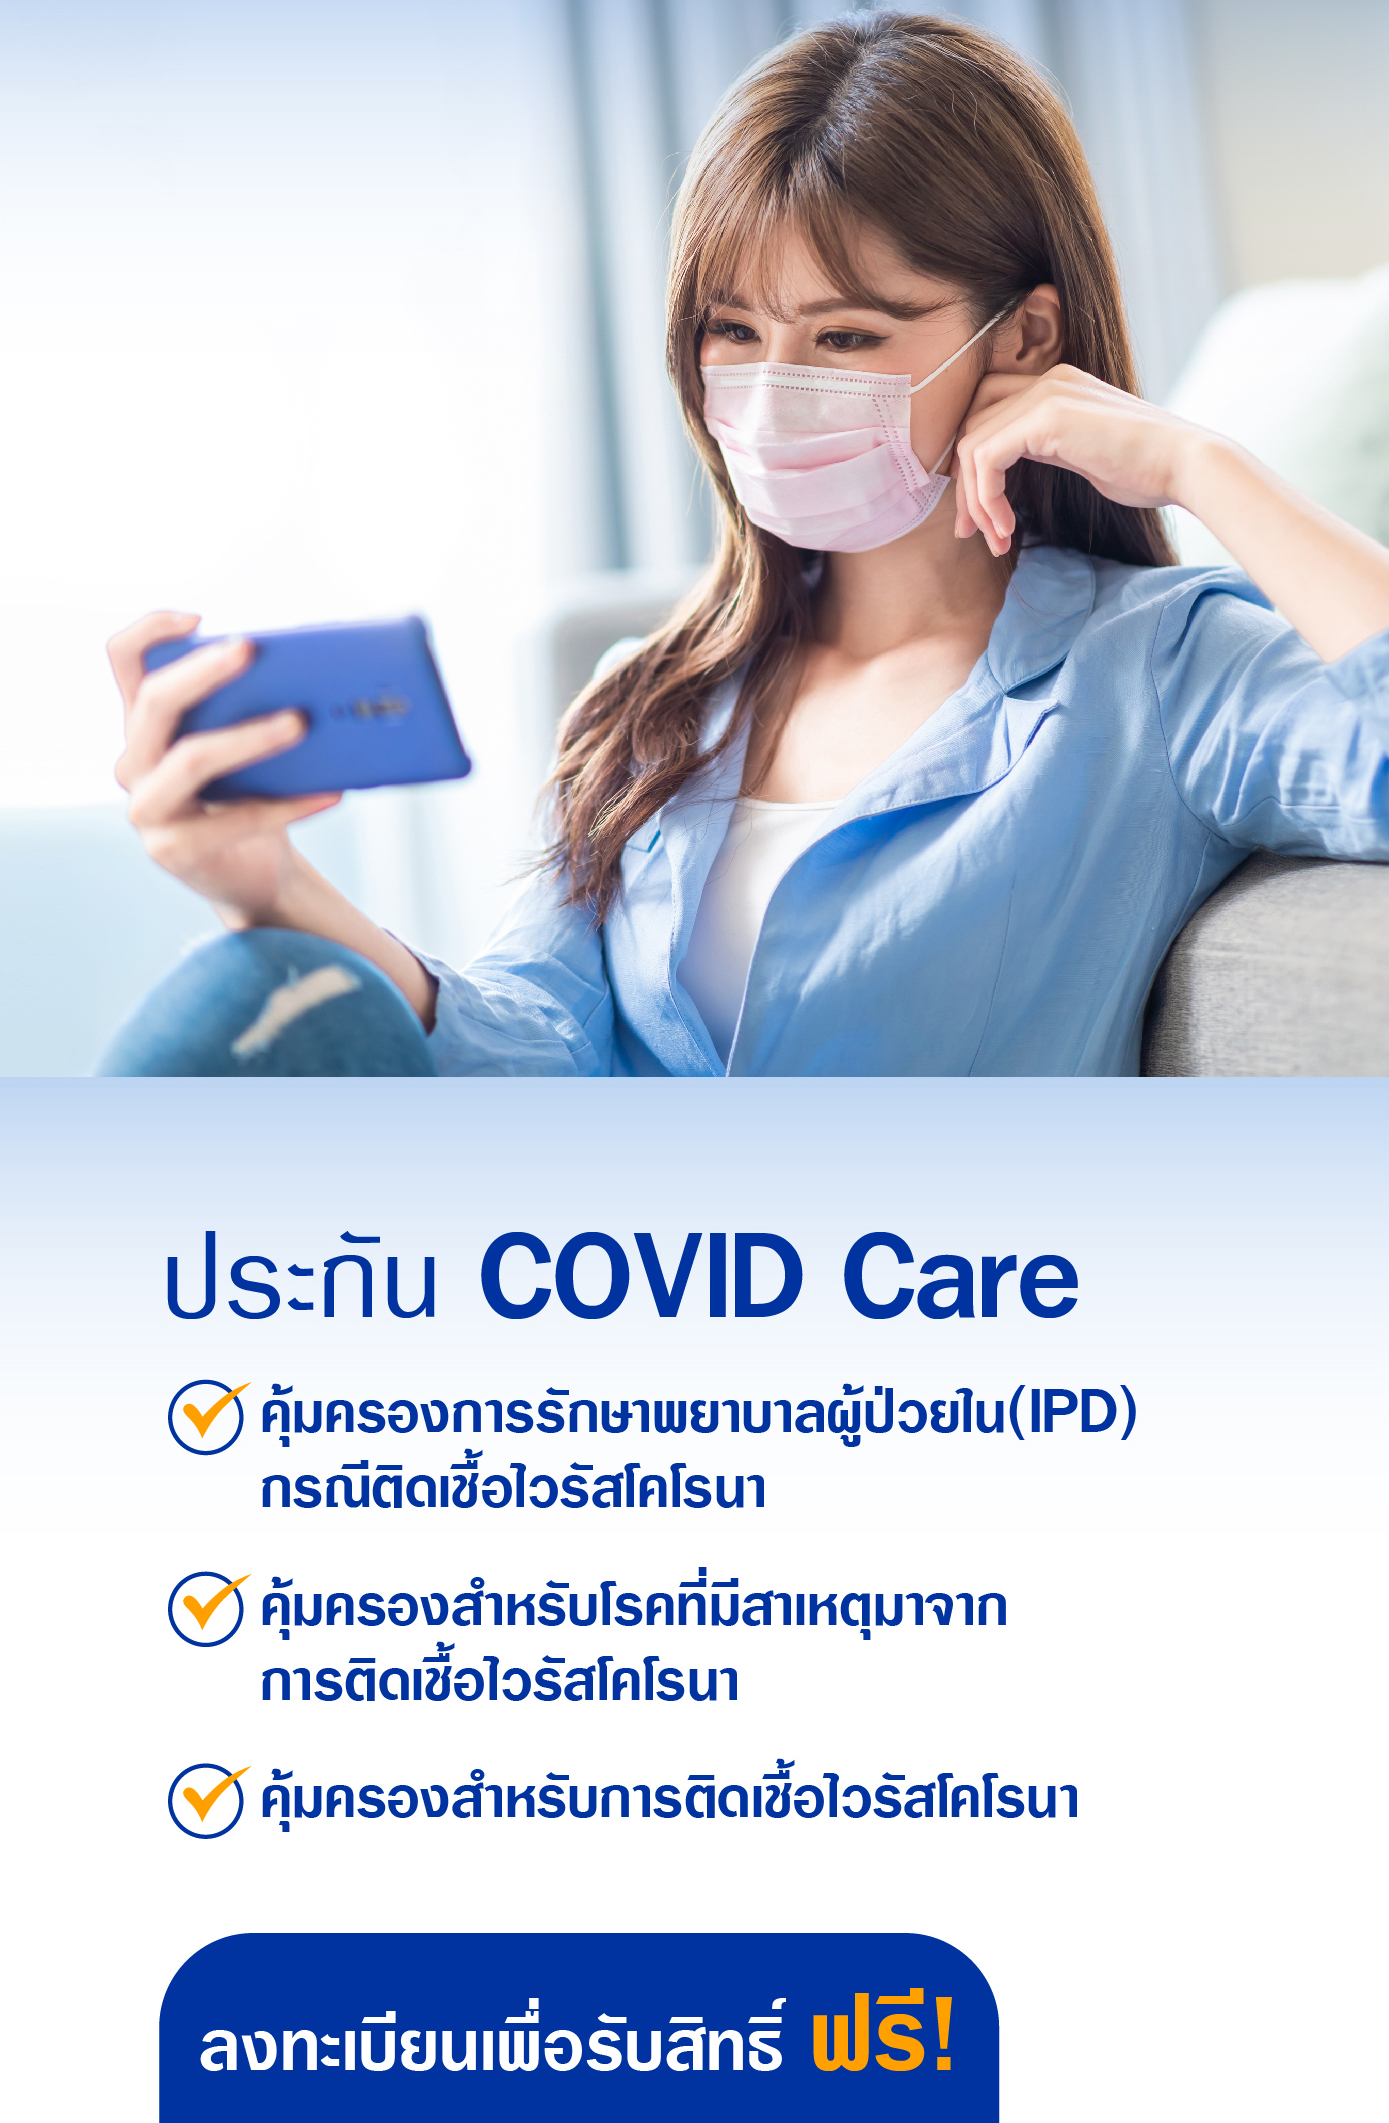 ประกัน COVID Care
คุ้มครองการรักษาพยาบาลผู้ป่วยใน(IPD)
กรณีติดเชื้อไวรัสโคโรนา
คุ้มครองสำหรับโรคที่มีสาเหตุมาจาก
การติดเชื้อไวรัสโคโรนา
คุ้มครองสำหรับการติดเชื้อไวรัสโคโรนา
ลงทะเบียนเพื่อรับสิทธิ์ ฟรี!